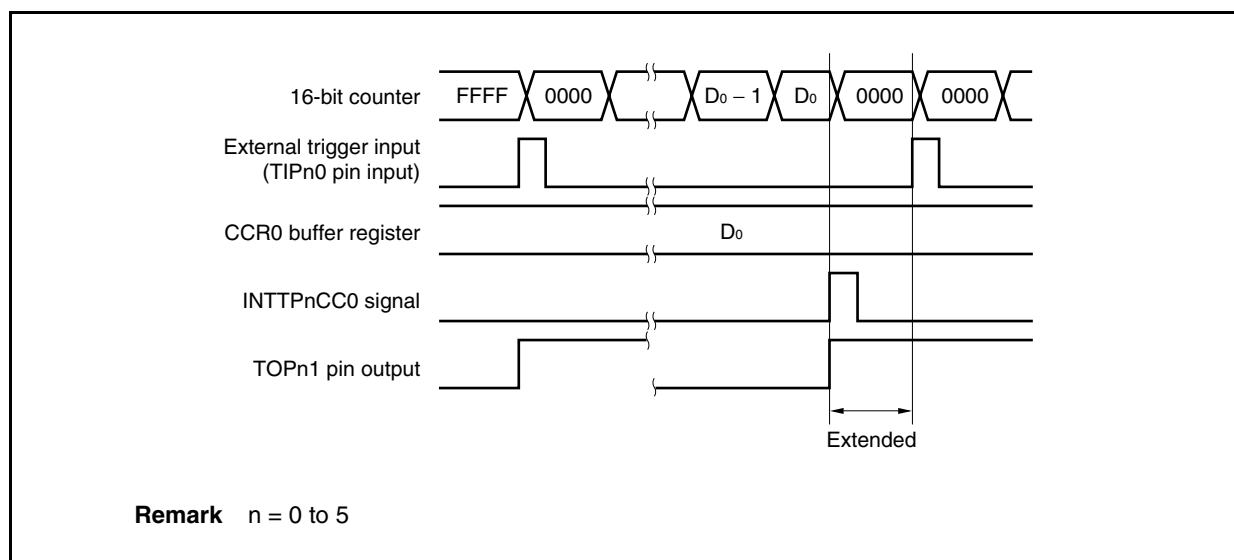 16-bit counter FFFF 0000 D0 − 1 D0 0000 0000
External trigger input
(TIPn0 pin input)
CCR0 buffer register D0
INTTPnCC0 signal
TOPn1 pin output
Extended
Remark n = 0 to 5